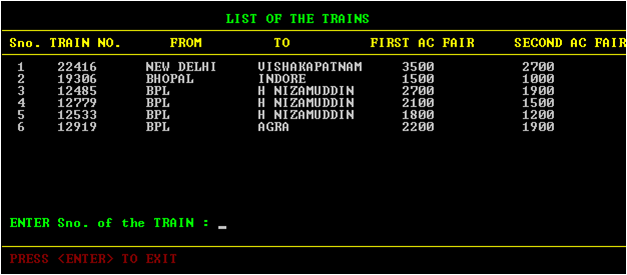 LIST OF THE TRAINS
Sno. TRAIN NO. FROM TO FIRST AC FAIR SECOND AC FAIR
1 22416 NEW DELHI VISHAKAPATNAM 3500 2700
2 19306 BHOPAL INDORE 1500 1000
3 12485 BPL H NIZAMUDDIN 2700 1900
4 12779 BPL H NIZAMUDDIN 2100 1500
5 12533 BPL H NIZAMUDDIN 1800 1200
6 12919 BPL AGRA 2200 1900
ENTER Sno. of the TRAIN : _
PRESS <ENTER> TO EXIT